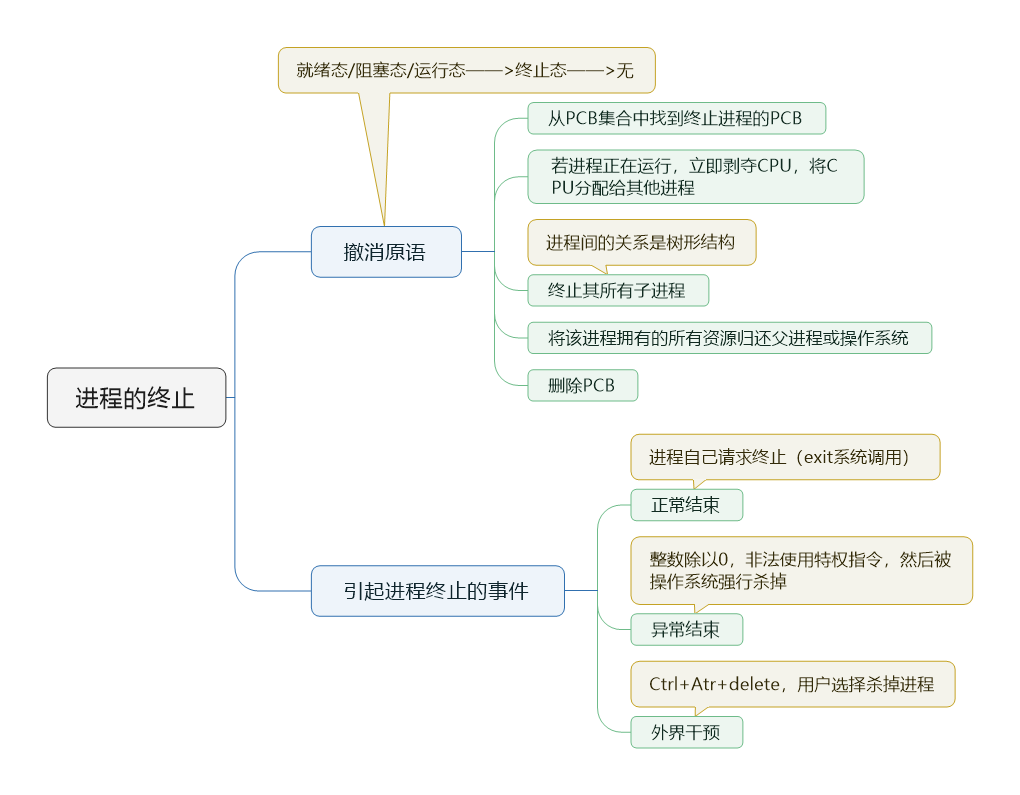 就绪态/阻塞态/运行态——>终止态——>无
从PCB集合中找到终止进程的PCB
若进程正在运行，立即剥夺CPU，将C
PU分配给其他进程
进程间的关系是树形结构
撤消原语
终止其所有子进程
将该进程拥有的所有资源归还父进程或操作系统
删除PCB
进程的终止
进程自己请求终止（exit系统调用）
正常结束
整数除以0，非法使用特权指令，然后被
操作系统强行杀掉
引起进程终止的事件
异常结束
Ctrl+Atr+delete，用户选择杀掉进程
外界干预